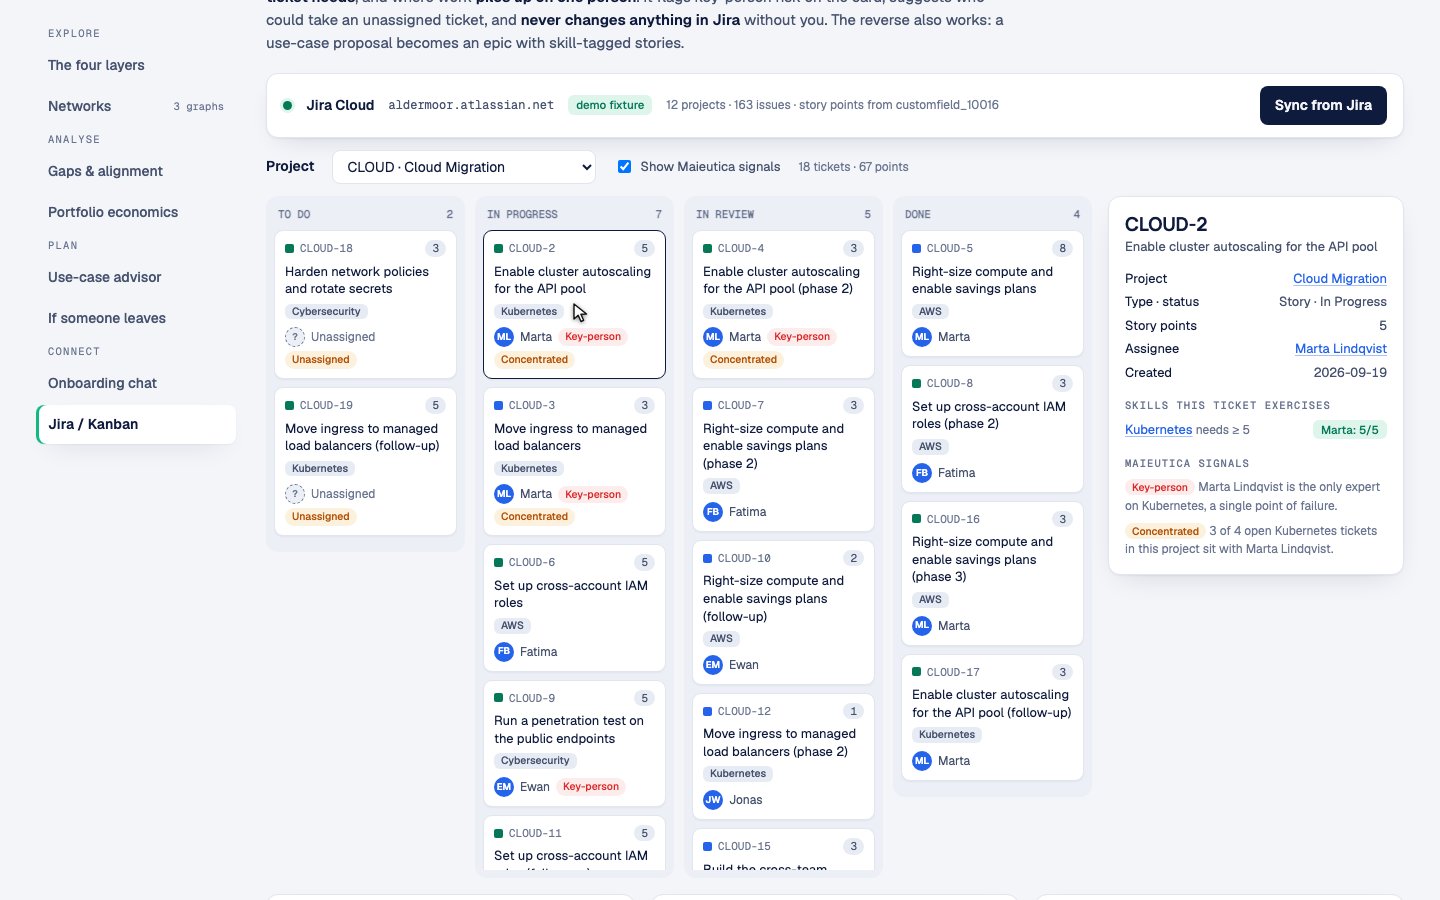 EXPLORE
The four layers
Networks 3 graphs
ANALYSE
Gaps & alignment
Portfolio economics
PLAN
Use-case advisor
If someone leaves
CONNECT
Onboarding chat
Jira / Kanban
could take an unassigned ticket, and never changes anything in Jira without you. The reverse also works: a
use-case proposal becomes an epic with skill-tagged stories.
Jira Cloud aldermoor.atlassian.net demo fixture 12 projects · 163 issues · story points from customfield_10016 Sync from Jira
Project CLOUD · Cloud Migration Show Maieutica signals 18 tickets · 67 points
TO DO 2
CLOUD-18 3
Harden network policies
and rotate secrets
Cybersecurity
? Unassigned
Unassigned
CLOUD-19 5
Move ingress to managed
load balancers (follow-up)
Kubernetes
? Unassigned
Unassigned
IN PROGRESS 7
CLOUD-2 5
Enable cluster autoscaling
for the API pool
Kubernetes
ML Marta Key-person
Concentrated
CLOUD-3 3
Move ingress to managed
load balancers
Kubernetes
ML Marta Key-person
Concentrated
CLOUD-6 5
Set up cross-account IAM
roles
AWS
FB Fatima
CLOUD-9 5
Run a penetration test on
the public endpoints
Cybersecurity
EM Ewan Key-person
CLOUD-11 5
Set up cross-account IAM
IN REVIEW 5
CLOUD-4 3
Enable cluster autoscaling
for the API pool (phase 2)
Kubernetes
ML Marta Key-person
Concentrated
CLOUD-7 3
Right-size compute and
enable savings plans
(phase 2)
AWS
FB Fatima
CLOUD-10 2
Right-size compute and
enable savings plans
(follow-up)
AWS
EM Ewan
CLOUD-12 1
Move ingress to managed
load balancers (phase 2)
Kubernetes
JW Jonas
CLOUD-15 3
Build the cross-team
DONE 4
CLOUD-5 8
Right-size compute and
enable savings plans
AWS
ML Marta
CLOUD-8 3
Set up cross-account IAM
roles (phase 2)
AWS
FB Fatima
CLOUD-16 3
Right-size compute and
enable savings plans
(phase 3)
AWS
ML Marta
CLOUD-17 3
Enable cluster autoscaling
for the API pool (follow-up)
Kubernetes
ML Marta
CLOUD-2
Enable cluster autoscaling for the API pool
Project Cloud Migration
Type · status Story · In Progress
Story points 5
Assignee Marta Lindqvist
Created 2026-09-19
SKILLS THIS TICKET EXERCISES
Kubernetes needs ≥ 5 Marta: 5/5
MAIEUTICA SIGNALS
Key-person Marta Lindqvist is the only expert
on Kubernetes, a single point of failure.
Concentrated 3 of 4 open Kubernetes tickets
in this project sit with Marta Lindqvist.